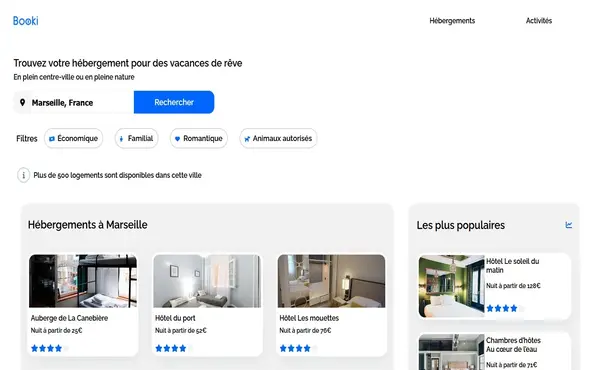 Booki
Hébergements
Activités
Trouvez votre hébergement pour des vacances de rêve
En plein centre-ville ou en pleine nature
Marseille, France
Rechercher
Filtres
Économique
Familial
Romantique
Animaux autorisés
Plus de 500 logements sont disponibles dans cette ville
Hébergements à Marseille
Auberge de La Canebière
Nuit à partir de 25€
Hôtel du port
Nuit à partir de 52€
Hôtel Les mouettes
Nuit à partir de 76€
Les plus populaires
Hôtel Le soleil du
matin
Nuit à partir de 128€
Chambres d'hôtes
Au cœur de l'eau
Nuit à partir de 71€